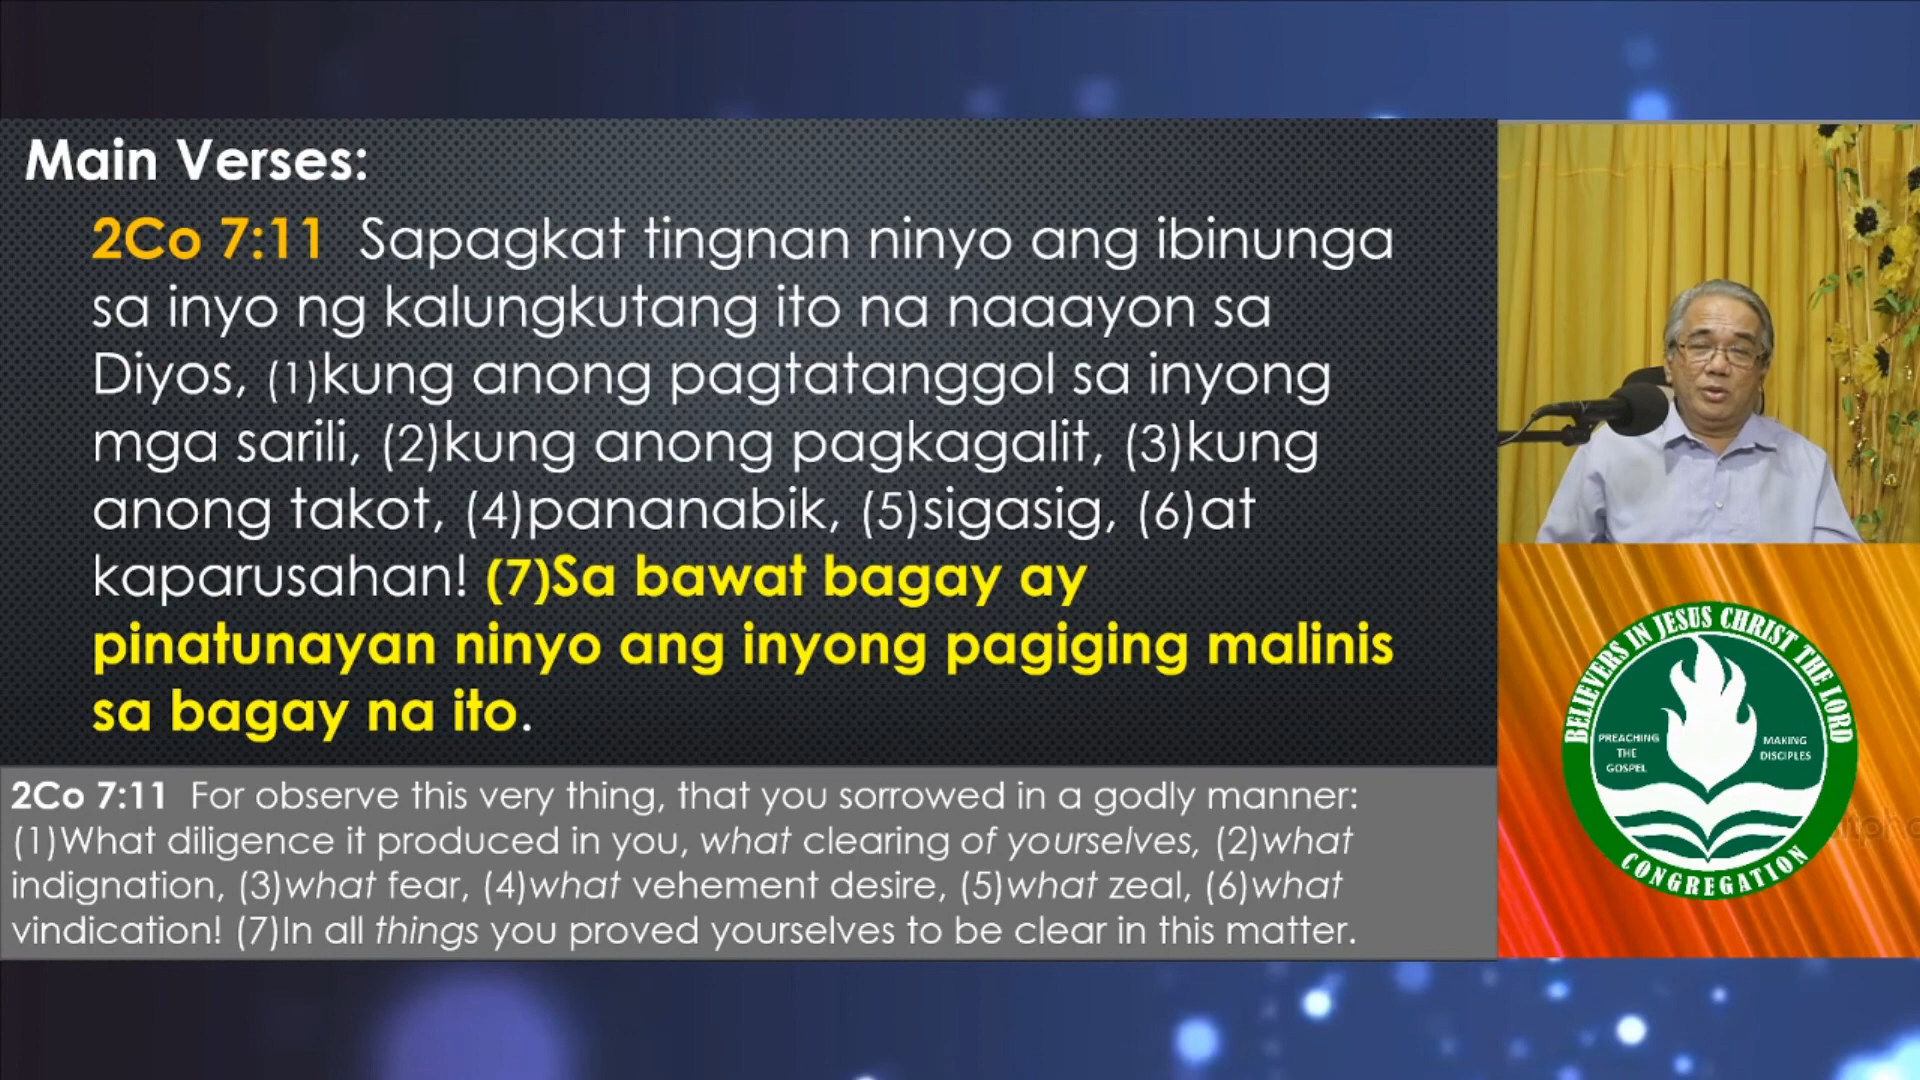 Main Verses:
2Co 7:11 Sapagkat tingnan ninyo ang ibinunga
sa inyo ng kalungkutang ito na naaayon sa
Diyos, (1)kung anong pagtatanggol sa inyong
mga sarili, (2)kung anong pagkagalit, (3)kung
anong takot, (4)pananabik, (5)sigasig, (6)at
kaparusahan! (7)Sa bawat bagay ay
pinatunayan ninyo ang inyong pagiging malinis
sa bagay na ito.
2Co 7:11 For observe this very thing, that you sorrowed in a godly manner:
(1)What diligence it produced in you, what clearing of yourselves, (2)what
indignation, (3)what fear, (4)what vehement desire, (5)what zeal, (6)what
vindication! (7)In all things you proved yourselves to be clear in this matter.
BELIEVERS IN JESUS CHRIST THE LORD
PREACHING
THE
GOSPEL
MAKING
DISCIPLES
CONGREGATION